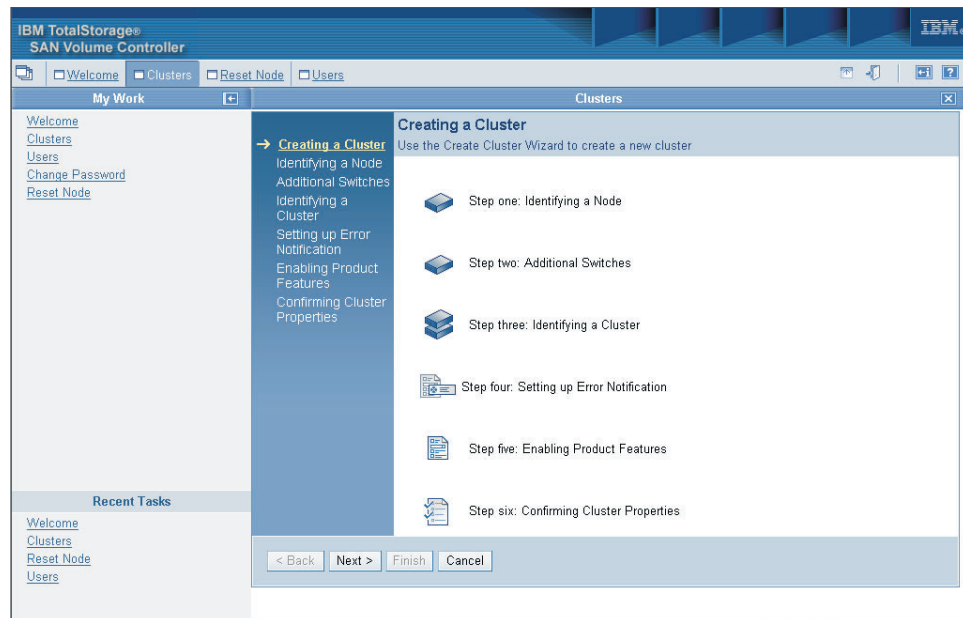 IBM TotalStorage®
SAN Volume Controller
IBM.
Welcome
Clusters
Reset Node
Users
My Work
Clusters
Welcome
Clusters
Users
Change Password
Reset Node
Creating a Cluster
Identifying a Node
Additional Switches
Identifying a
Cluster
Setting up Error
Notification
Enabling Product
Features
Confirming Cluster
Properties
Creating a Cluster
Use the Create Cluster Wizard to create a new cluster
Step one: Identifying a Node
Step two: Additional Switches
Step three: Identifying a Cluster
Step four: Setting up Error Notification
Step five: Enabling Product Features
Step six: Confirming Cluster Properties
Recent Tasks
Welcome
Clusters
Reset Node
Users
< Back
Next >
Finish
Cancel